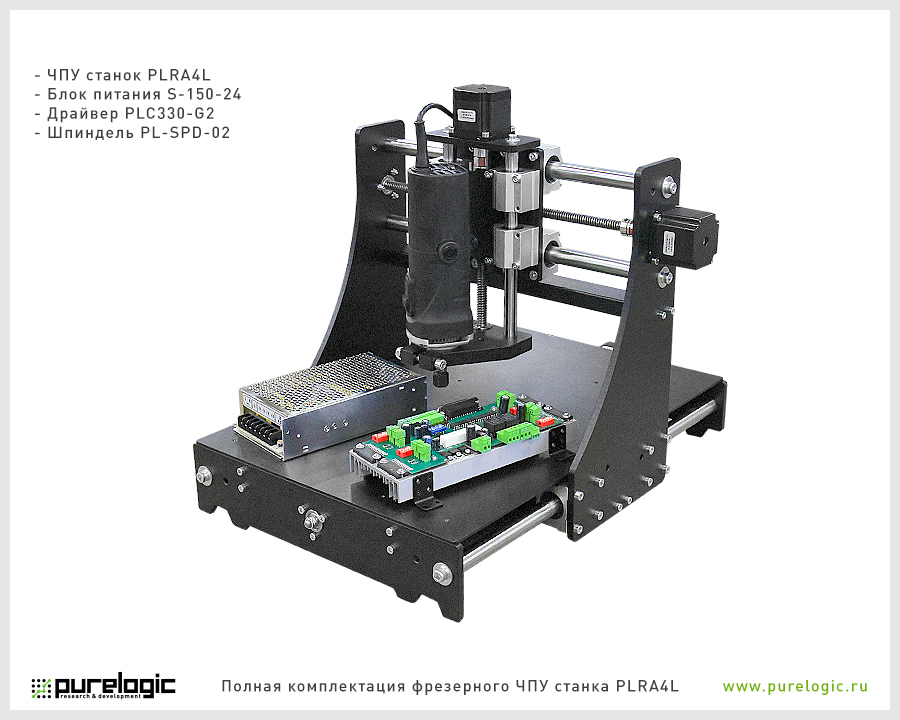 - ЧПУ станок PLRA4L
- Блок питания S-150-24
- Драйвер PLC330-G2
- Шпиндель PL-SPD-02
purelogic
research & development
Полная комплектация фрезерного ЧПУ станка PLRA4L
www.purelogic.ru